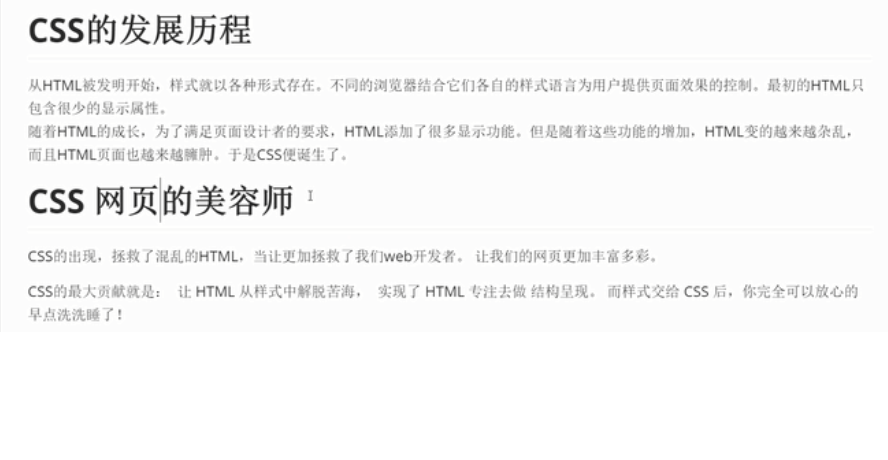 CSS的发展历程
从HTML被发明开始，样式就以各种形式存在。不同的浏览器结合它们各自的样式语言为用户提供页面效果的控制。最初的HTML只
包含很少的显示属性。
随着HTML的成长，为了满足页面设计者的要求，HTML添加了很多显示功能。但是随着这些功能的增加，HTML变的越来越杂乱，
而且HTML页面也越来越臃肿。于是CSS便诞生了。
CSS 网页的美容师
CSS的出现，拯救了混乱的HTML，当让更加拯救了我们web开发者。 让我们的网页更加丰富多彩。
CSS的最大贡献就是： 让 HTML 从样式中解脱苦海， 实现了 HTML 专注去做 结构呈现。 而样式交给 CSS 后，你完全可以放心的
早点洗洗睡了！